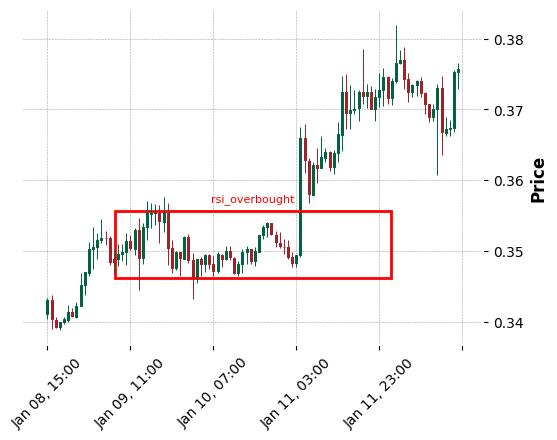 0.38
0.37
0.36
0.35
0.34
Price
rsi_overbought
Jan 08, 15:00
Jan 09, 11:00
Jan 10, 07:00
Jan 11, 03:00
Jan 11, 23:00